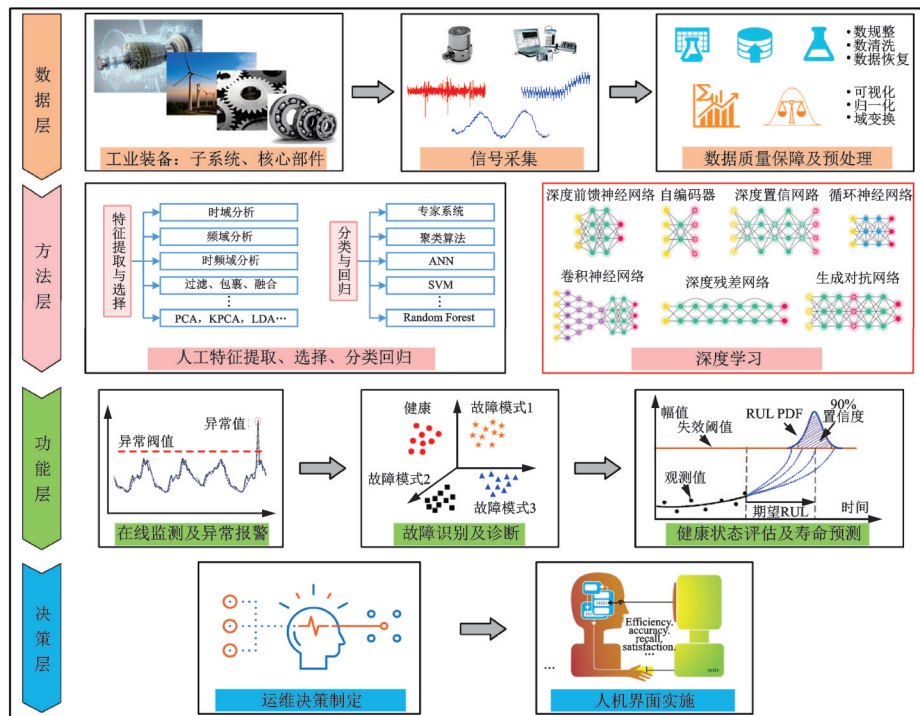 数据层
工业装备：子系统、核心部件
信号采集
•数规整
•数清洗
•数据恢复
•可视化
•归一化
•域变换
数据质量保障及预处理
方法层
特征提取与选择
时域分析
频域分析
时频域分析
过滤、包裹、融合
⋮
PCA，KPCA，LDA…
分类与回归
专家系统
聚类算法
ANN
SVM
⋮
Random Forest
人工特征提取、选择、分类回归
深度前馈神经网络
自编码器
深度置信网路
循环神经网络
卷积神经网络
深度残差网络
生成对抗网络
深度学习
功能层
异常值
异常阀值
在线监测及异常报警
健康
故障模式1
故障模式2
故障模式3
故障识别及诊断
幅值
失效阈值
RUL PDF
90%
置信度
观测值
期望RUL
时间
健康状态评估及寿命预测
决策层
运维决策制定
Efficiency.
accuracy.
recall.
satisfaction.
…
…
人机界面实施